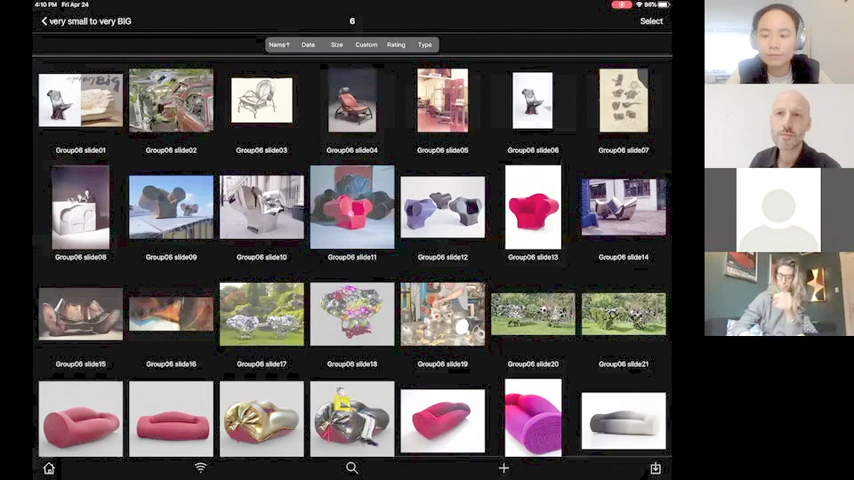 4:10 PM Fri Apr 24
86%
very small to very BIG
6
Select
Name↑ Date Size Custom Rating Type
Group06 slide01 Group06 slide02 Group06 slide03 Group06 slide04 Group06 slide05 Group06 slide06 Group06 slide07
Group06 slide08 Group06 slide09 Group06 slide10 Group06 slide11 Group06 slide12 Group06 slide13 Group06 slide14
Group06 slide15 Group06 slide16 Group06 slide17 Group06 slide18 Group06 slide19 Group06 slide20 Group06 slide21